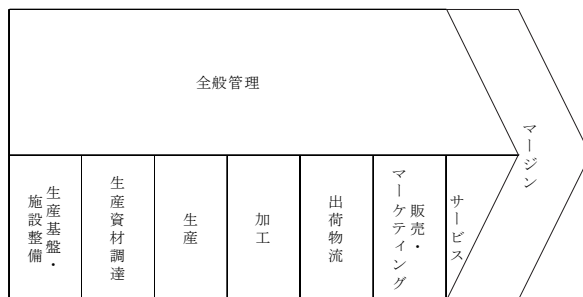 全般管理
マージン
生産基盤・
施設整備
生産資材調達
生産
加工
出荷物流
販売・
マーケティング
サービス